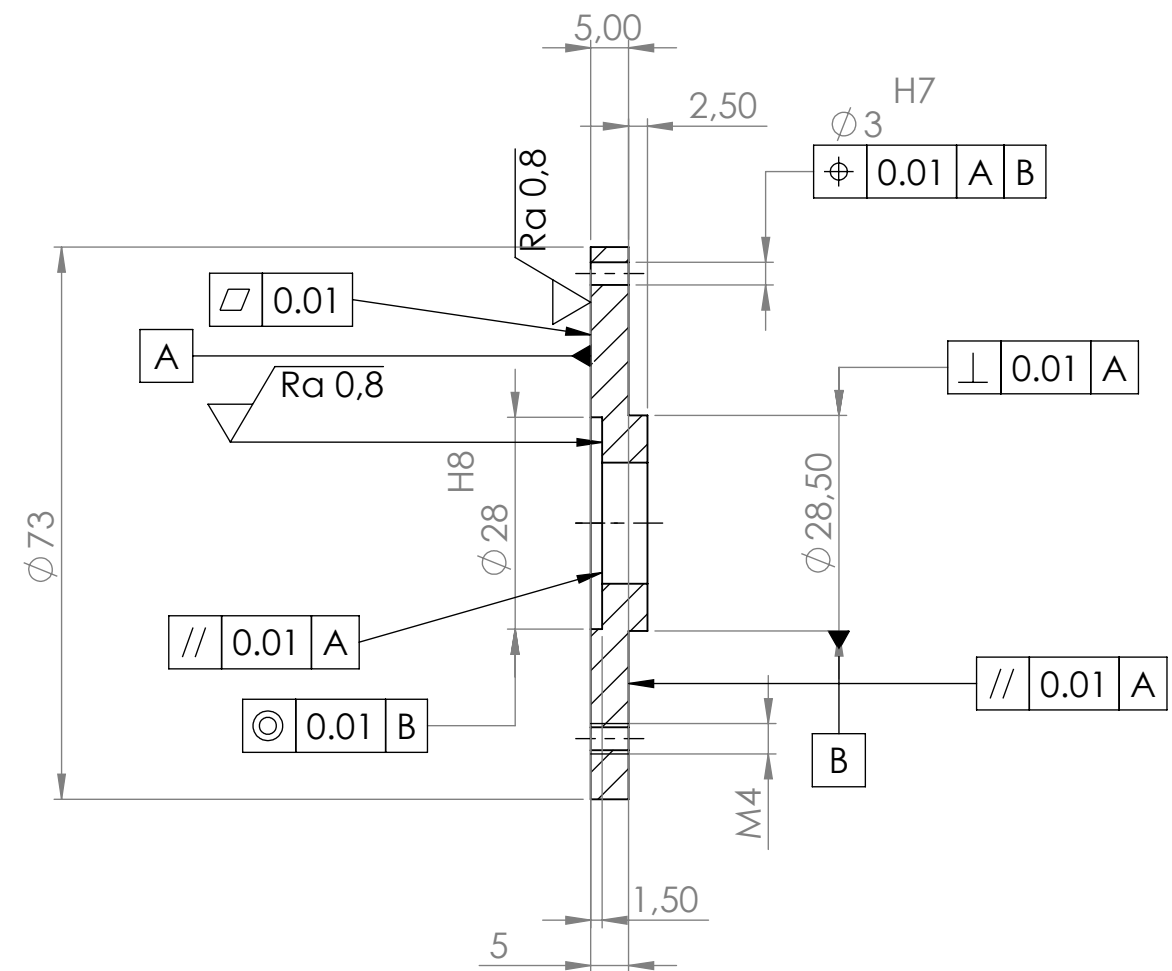 5,00
2,50
H7
∅3
⌖ 0.01 A B
Ra 0,8
⏥ 0.01
A
Ra 0,8
⟂ 0.01 A
H8
∅28
∅28,50
∅73
// 0.01 A
◎ 0.01 B
// 0.01 A
B
M4
1,50
5